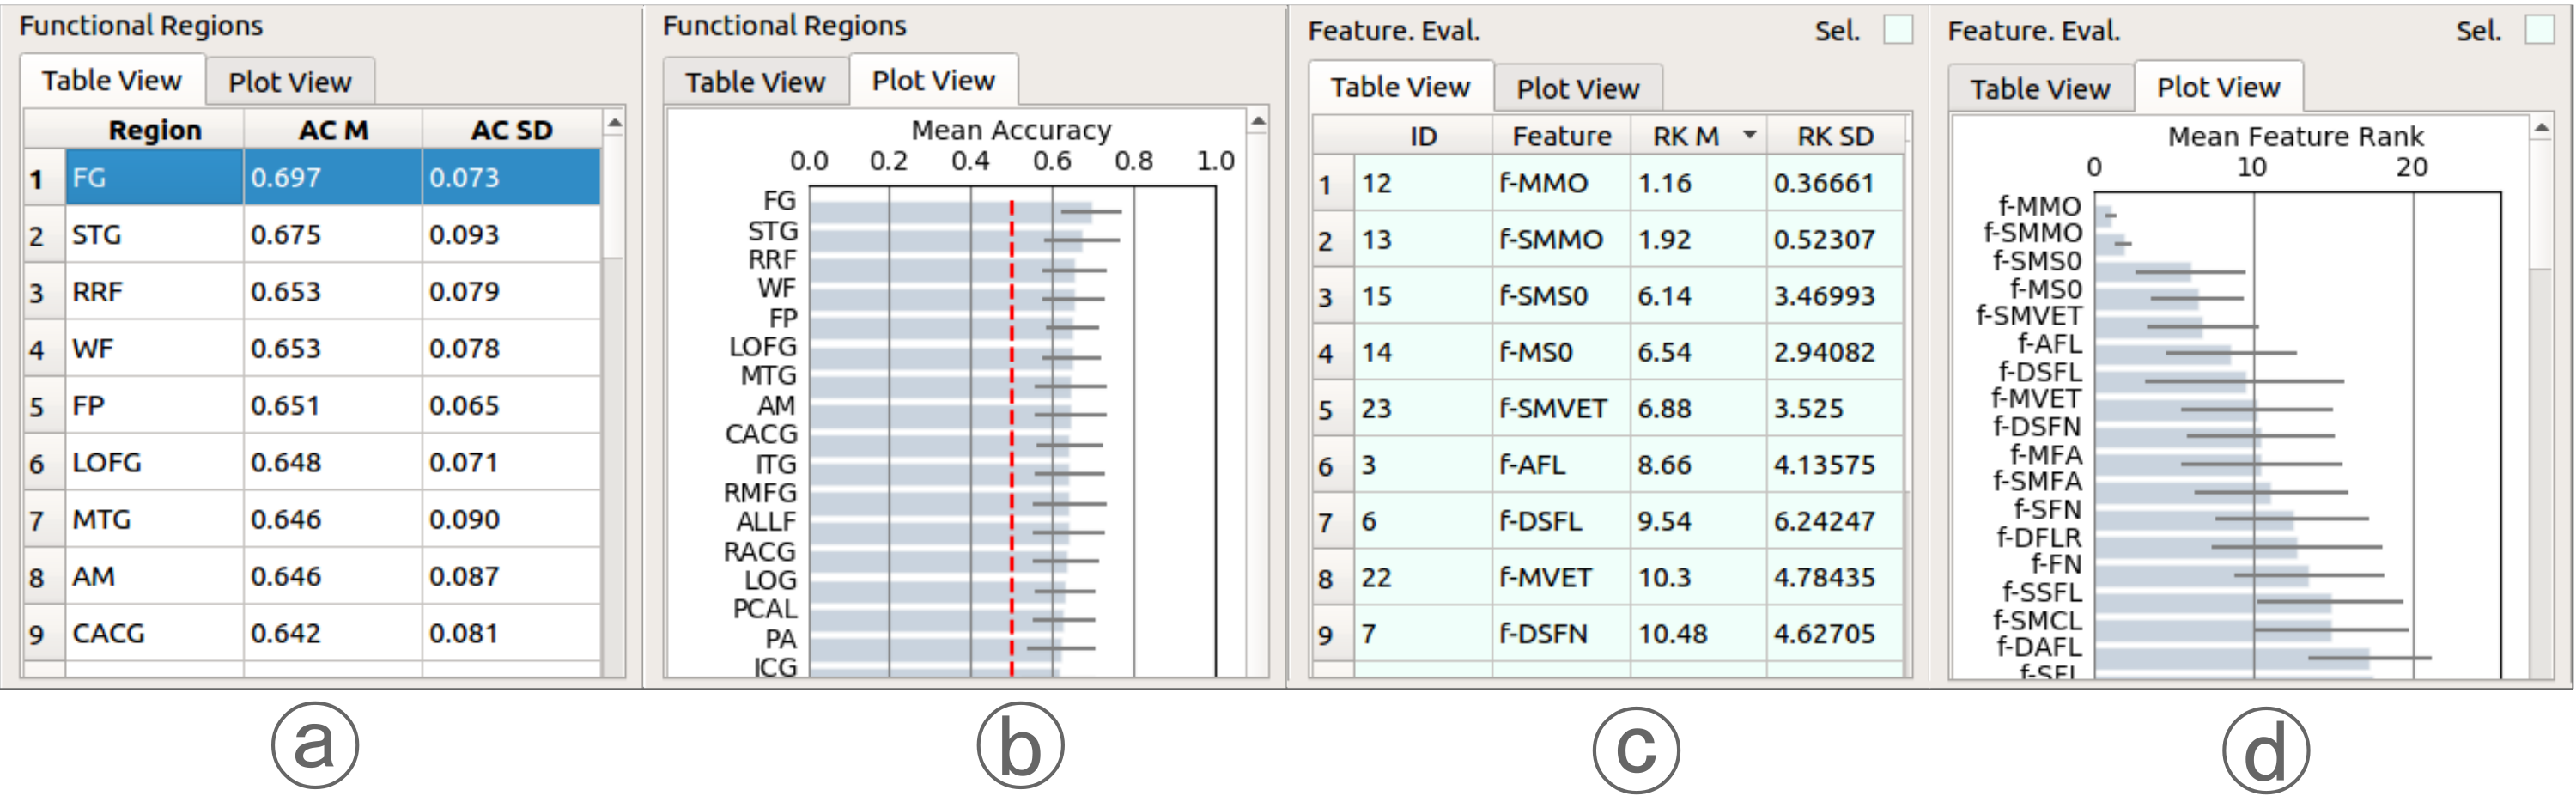 Functional Regions
Table View Plot View
Region AC M AC SD
1 FG 0.697 0.073
2 STG 0.675 0.093
3 RRF 0.653 0.079
4 WF 0.653 0.078
5 FP 0.651 0.065
6 LOFG 0.648 0.071
7 MTG 0.646 0.090
8 AM 0.646 0.087
9 CACG 0.642 0.081
a
Functional Regions
Table View Plot View
Mean Accuracy
0.0 0.2 0.4 0.6 0.8 1.0
FG
STG
RRF
WF
FP
LOFG
MTG
AM
CACG
ITG
RMFG
ALLF
RACG
LOG
PCAL
PA
ICG
b
Feature. Eval. Sel.
Table View Plot View
ID Feature RK M RK SD
1 12 f-MMO 1.16 0.36661
2 13 f-SMMO 1.92 0.52307
3 15 f-SMS0 6.14 3.46993
4 14 f-MS0 6.54 2.94082
5 23 f-SMVET 6.88 3.525
6 3 f-AFL 8.66 4.13575
7 6 f-DSFL 9.54 6.24247
8 22 f-MVET 10.3 4.78435
9 7 f-DSFN 10.48 4.62705
c
Feature. Eval. Sel.
Table View Plot View
Mean Feature Rank
0 10 20
f-MMO
f-SMMO
f-SMS0
f-MS0
f-SMVET
f-AFL
f-DSFL
f-MVET
f-DSFN
f-MFA
f-SMFA
f-SFN
f-DFLR
f-FN
f-SSFL
f-SMCL
f-DAFL
f-SFL
d